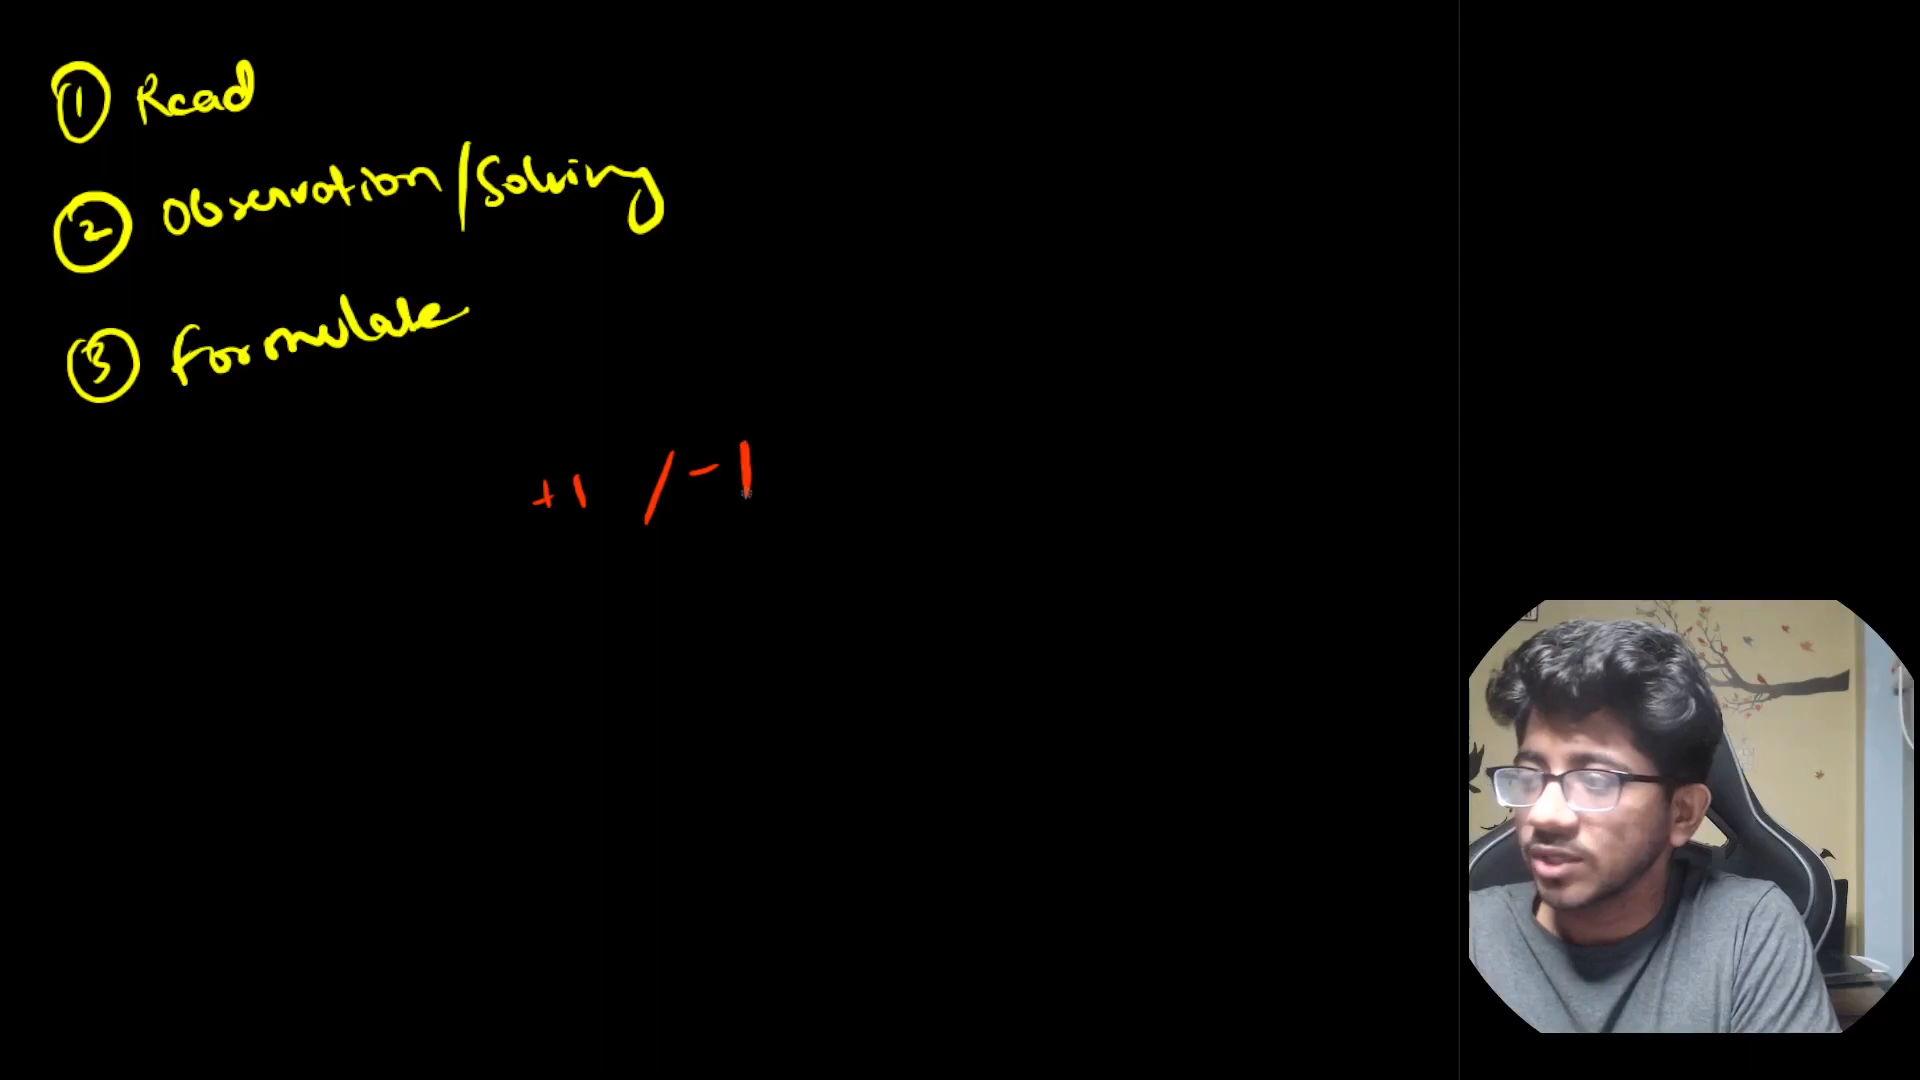 ① Read
② Observation/Solving
③ Formulate
+1 / -1